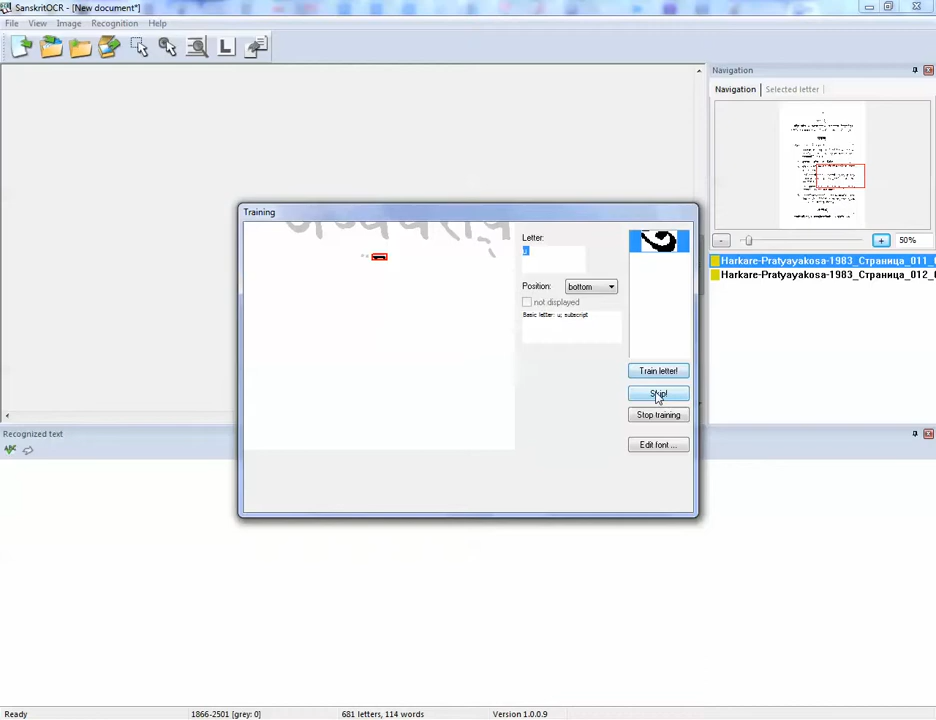 SanskritOCR - [New document*]
File View Image Recognition Help
Navigation
Navigation Selected letter
- + 50%
Harkare-Pratyayakosa-1983_Страница_011_
Harkare-Pratyayakosa-1983_Страница_012_
Training
Letter:
u
Position: bottom
not displayed
Basic letter: u; subscript
Train letter!
Skip!
Stop training
Edit font ...
Recognized text
Ready 1866-2501 [grey: 0] 681 letters, 114 words Version 1.0.0.9